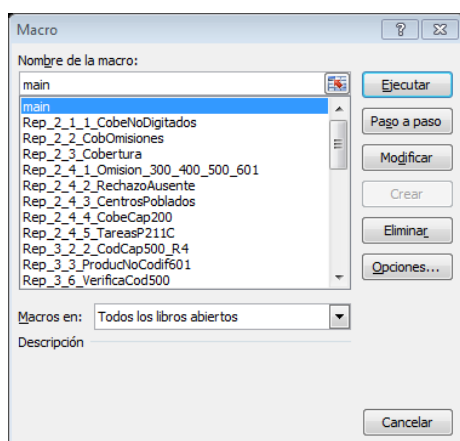 Macro
Nombre de la macro:
main
Ejecutar
main
Rep_2_1_1_CobeNoDigitados
Rep_2_2_CobOmisiones
Rep_2_3_Cobertura
Rep_2_4_1_Omision_300_400_500_601
Rep_2_4_2_RechazoAusente
Rep_2_4_3_CentrosPoblados
Rep_2_4_4_CobeCap200
Rep_2_4_5_TareasP211C
Rep_3_2_2_CodCap500_R4
Rep_3_3_ProducNoCodif601
Rep_3_6_VerificaCod500
Paso a paso
Modificar
Crear
Eliminar
Opciones...
Macros en: Todos los libros abiertos
Descripción
Cancelar